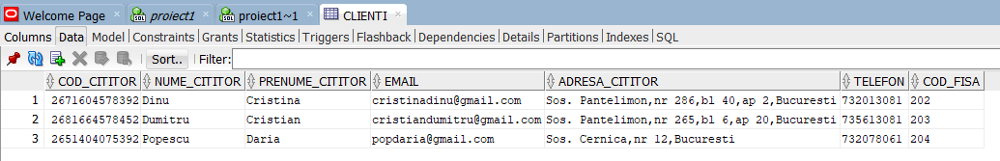 Welcome Page proiect1 proiect1~1 CLIENTI
Columns Data Model Constraints Grants Statistics Triggers Flashback Dependencies Details Partitions Indexes SQL
Sort.. Filter:
COD_CITITOR NUME_CITITOR PRENUME_CITITOR EMAIL ADRESA_CITITOR TELEFON COD_FISA
1 2671604578392 Dinu Cristina cristinadinu@gmail.com Sos. Pantelimon,nr 286,bl 40,ap 2,Bucuresti 732013081 202
2 2681664578452 Dumitru Cristian cristiandumitru@gmail.com Sos. Pantelimon,nr 265,bl 6,ap 20,Bucuresti 735613081 203
3 2651404075392 Popescu Daria popdaria@gmail.com Sos. Cernica,nr 12,Bucuresti 732078061 204